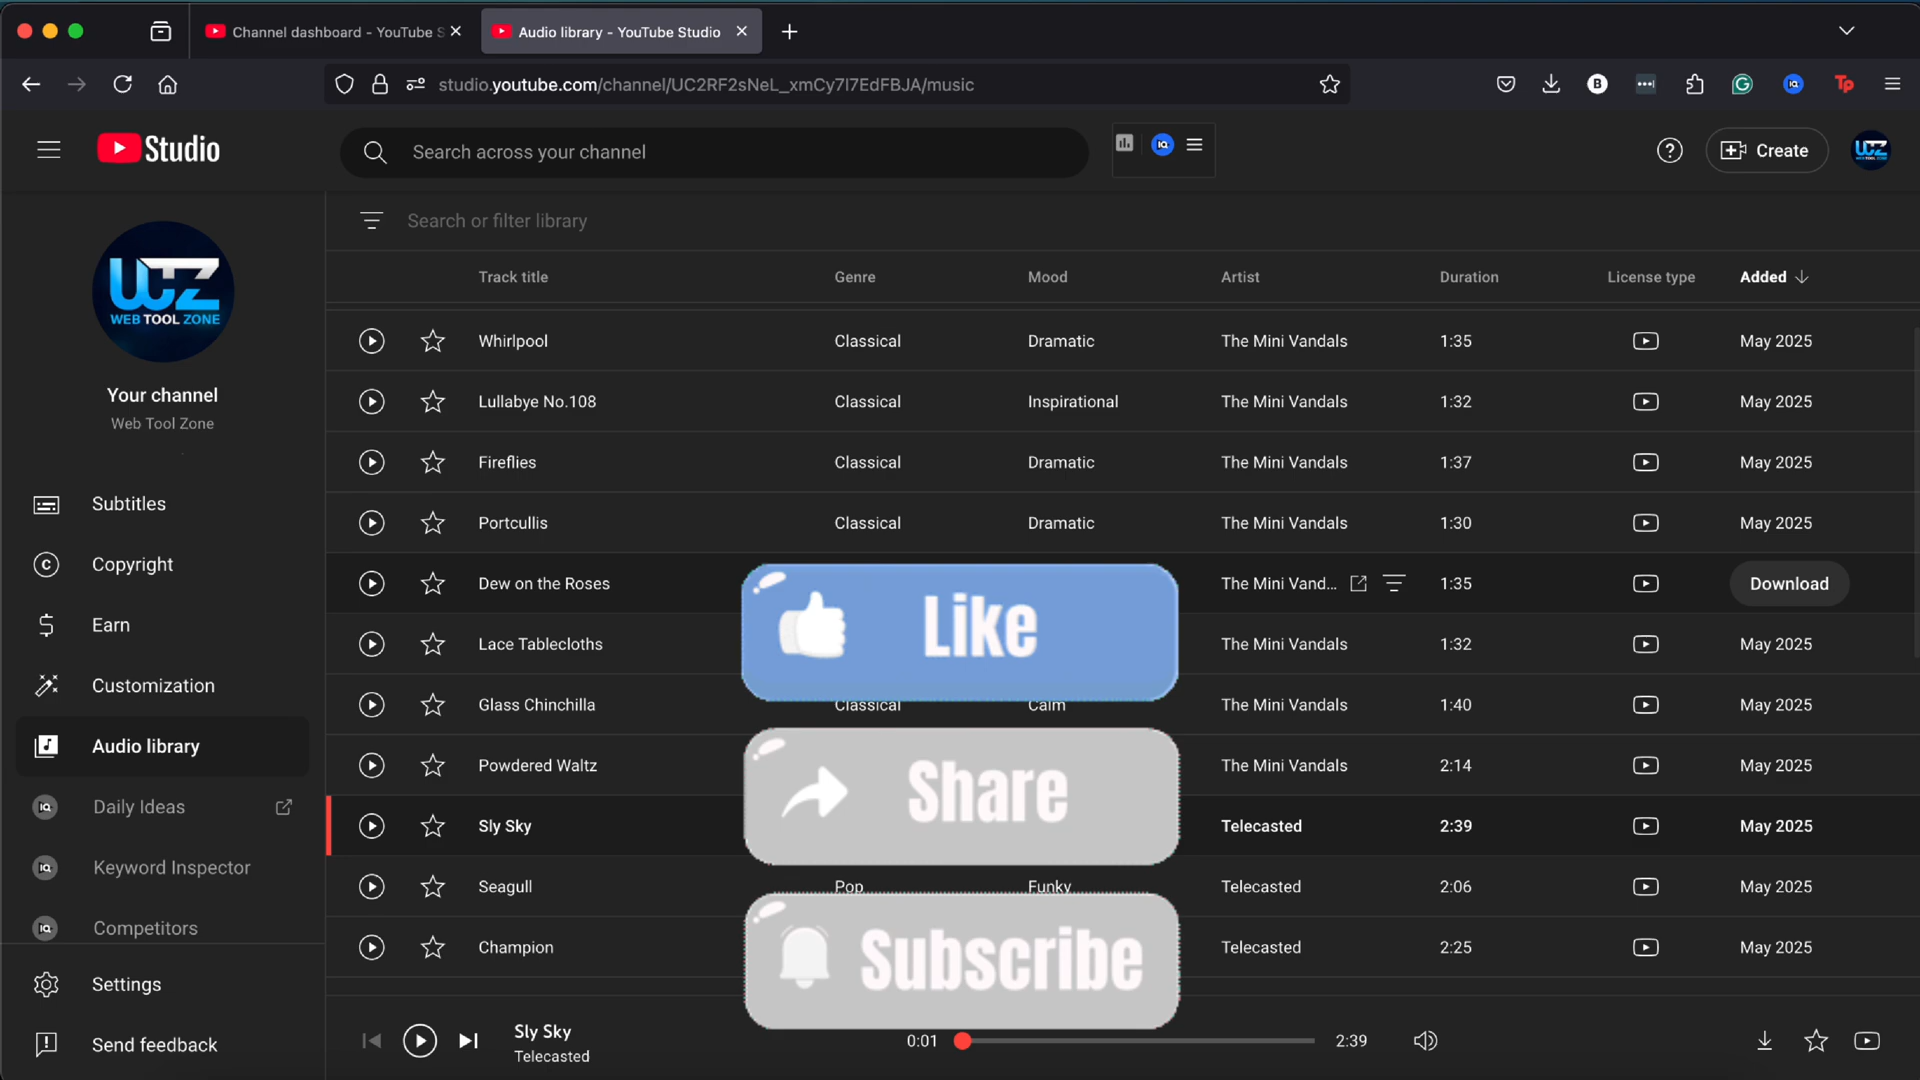 Channel dashboard - YouTube S
Audio library - YouTube Studio
studio.youtube.com/channel/UC2RF2sNeL_xmCy7I7EdFBJA/music
Studio
Search across your channel
Create
WEB TOOL ZONE
Your channel
Web Tool Zone
Subtitles
Copyright
Earn
Customization
Audio library
Daily Ideas
Keyword Inspector
Competitors
Settings
Send feedback
Search or filter library
Track title Genre Mood Artist Duration License type Added
Whirlpool Classical Dramatic The Mini Vandals 1:35 May 2025
Lullabye No.108 Classical Inspirational The Mini Vandals 1:32 May 2025
Fireflies Classical Dramatic The Mini Vandals 1:37 May 2025
Portcullis Classical Dramatic The Mini Vandals 1:30 May 2025
Dew on the Roses The Mini Vand... 1:35 Download
Lace Tablecloths The Mini Vandals 1:32 May 2025
Glass Chinchilla Classical Calm The Mini Vandals 1:40 May 2025
Powdered Waltz The Mini Vandals 2:14 May 2025
Sly Sky Telecasted 2:39 May 2025
Seagull Pop Funky Telecasted 2:06 May 2025
Champion Telecasted 2:25 May 2025
Like
Share
Subscribe
Sly Sky
Telecasted
0:01 2:39